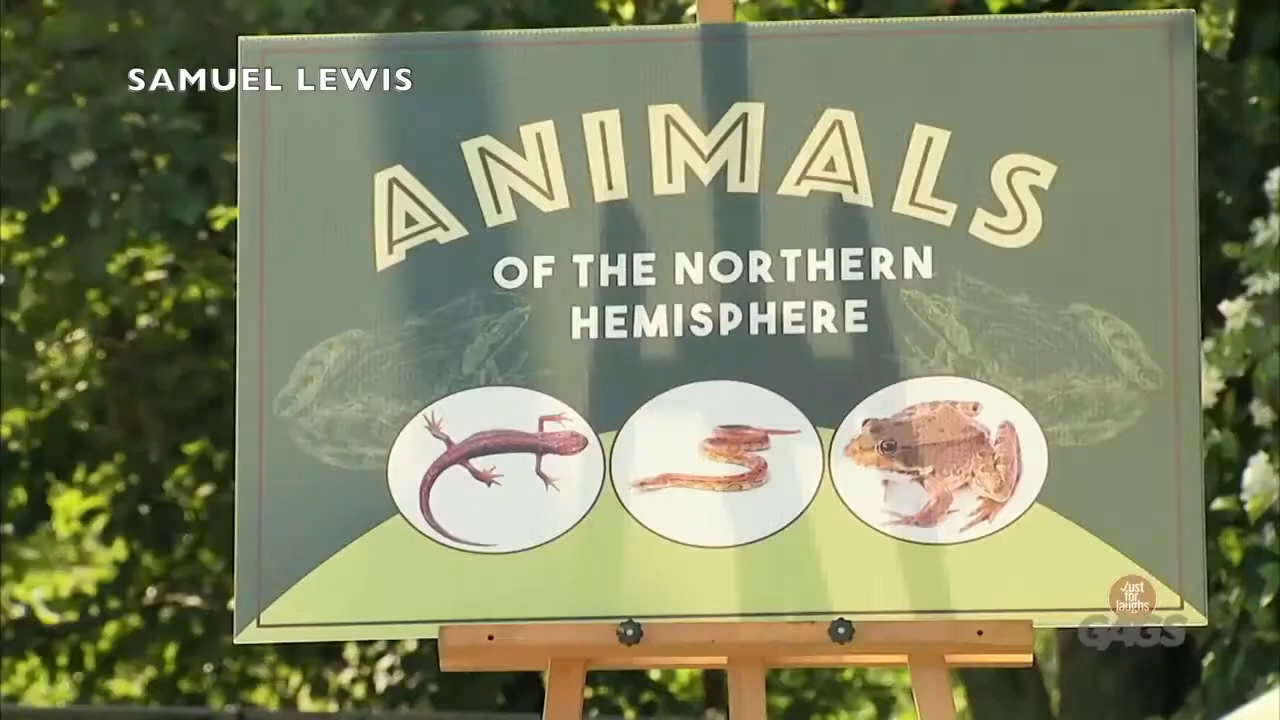 SAMUEL LEWIS
ANIMALS
OF THE NORTHERN
HEMISPHERE
Just
for
laughs
GAGS